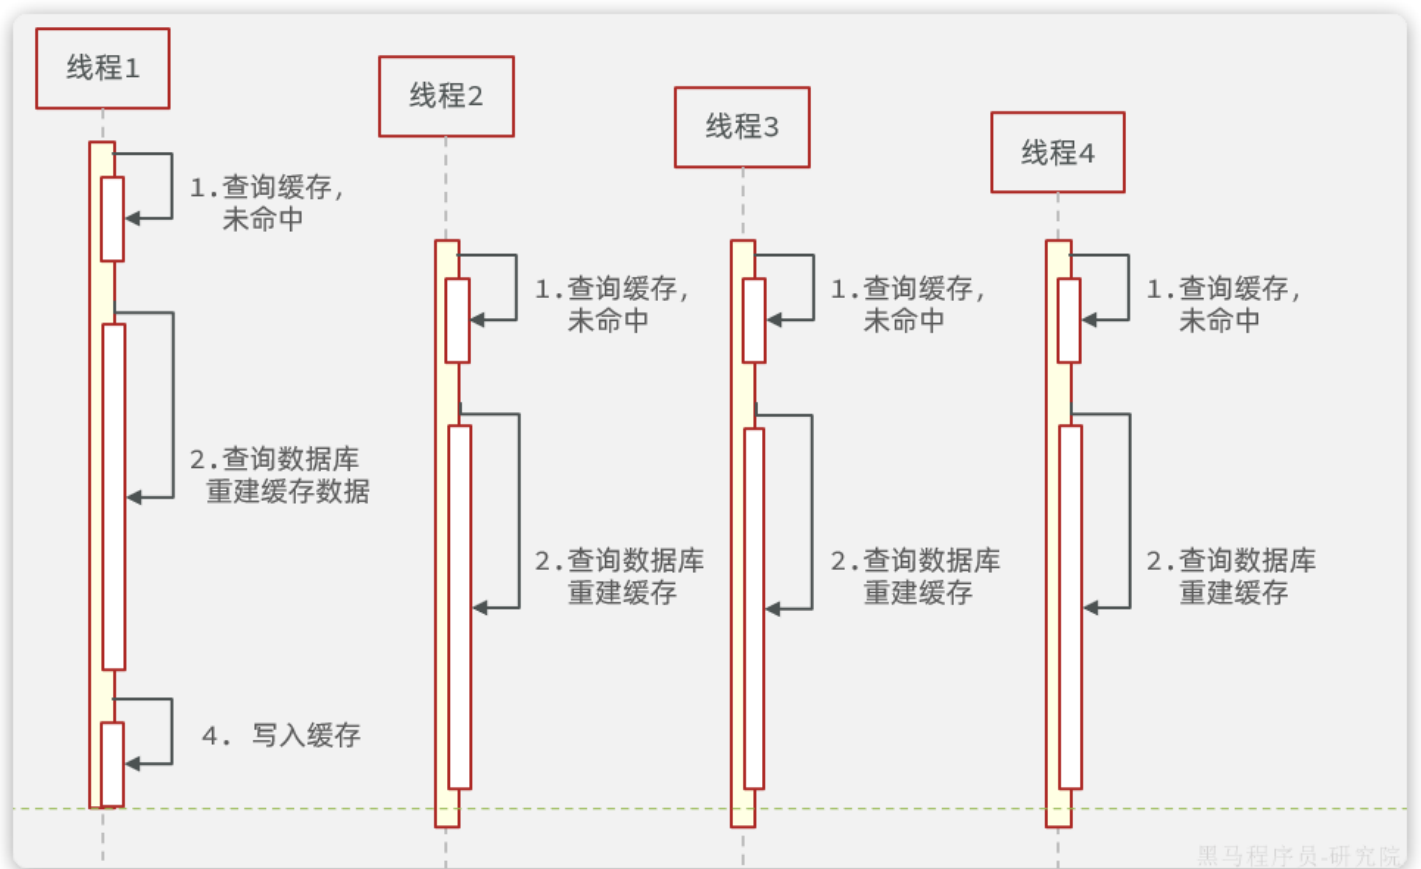 线程1
1.查询缓存,
未命中
2.查询数据库
重建缓存数据
4. 写入缓存
线程2
1.查询缓存,
未命中
2.查询数据库
重建缓存
线程3
1.查询缓存,
未命中
2.查询数据库
重建缓存
线程4
1.查询缓存,
未命中
2.查询数据库
重建缓存
黑马程序员-研究院